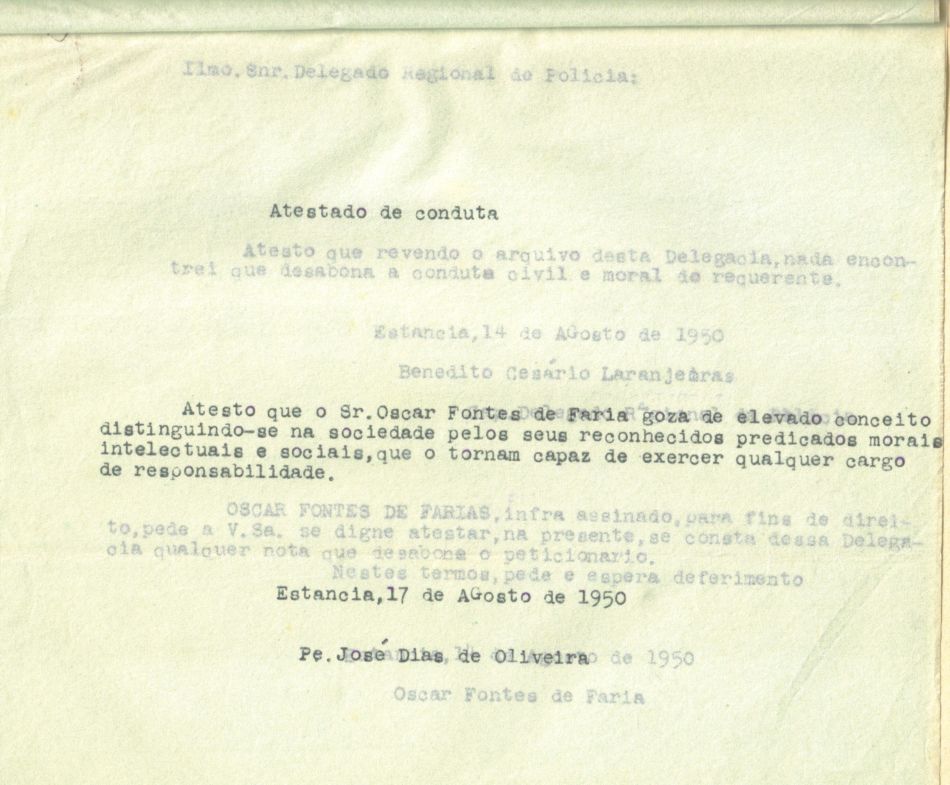 Ilmo. Snr. Delegado Regional de Policia:
Atestado de conduta
Atesto que revendo o arquivo desta Delegacia, nada encon-
trei que desabona a conduta civil e moral do requerente.
Estancia, 14 de AGosto de 1950
Benedito Cesário Laranjeiras
Delegado Regional de
Atesto que o Sr. Oscar Fontes de Faria goza de elevado conceito
distinguindo-se na sociedade pelos seus reconhecidos predicados morais
intelectuais e sociais, que o tornam capaz de exercer qualquer cargo
de responsabilidade.
OSCAR FONTES DE FARIAS, infra assinado, para fins de direi-
to, pede a V.Sa. se digne atestar, na presente, se consta dessa Delega-
cia qualquer nota que desabona o peticionario.
Nestes termos, pede e espera deferimento
Estancia, 17 de AGosto de 1950
Pe. José Dias de Oliveira
Estancia, de Agosto de 1950
Oscar Fontes de Faria